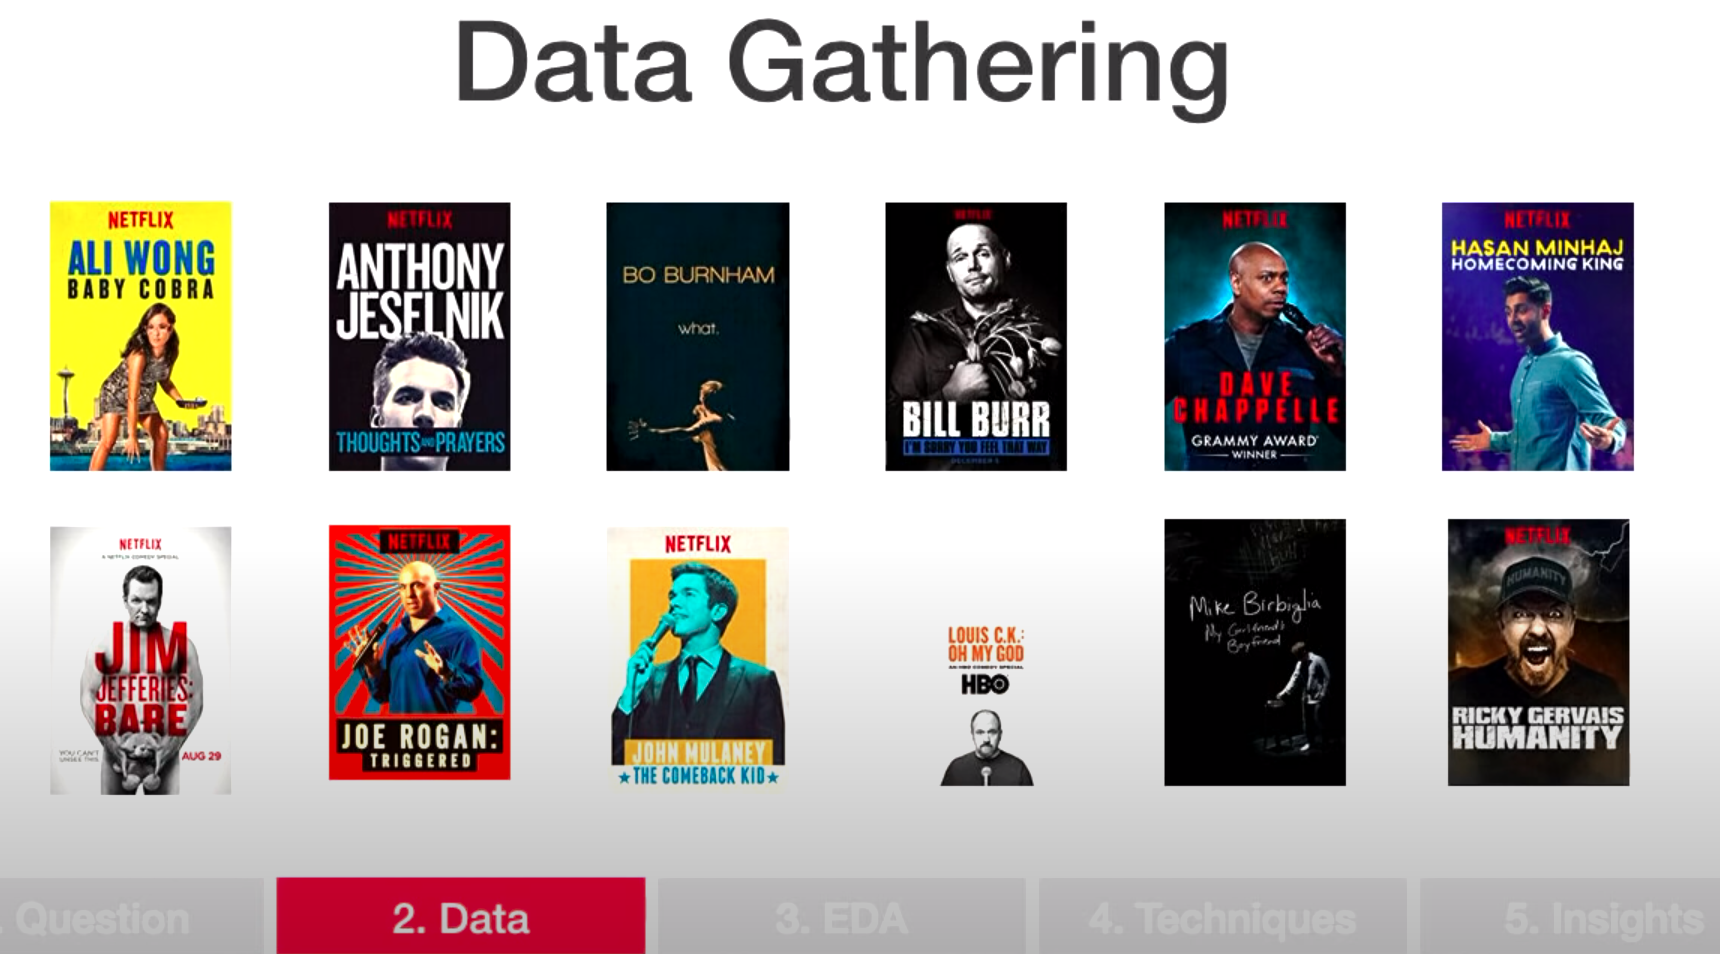 Data Gathering
NETFLIX
ALI WONG
BABY COBRA
NETFLIX
ANTHONY
JESELNIK
THOUGHTS AND PRAYERS
BO BURNHAM
what.
NETFLIX
BILL BURR
I'M SORRY YOU FEEL THAT WAY
DECEMBER 5
NETFLIX
DAVE
CHAPPELLE
GRAMMY AWARD®
WINNER
NETFLIX
HASAN MINHAJ
HOMECOMING KING
NETFLIX
A NETFLIX COMEDY SPECIAL
JIM
JEFFERIES:
BARE
YOU CAN'T
UNSEE THIS.
AUG 29
NETFLIX
JOE ROGAN:
TRIGGERED
NETFLIX
JOHN MULANEY
★THE COMEBACK KID★
LOUIS C.K.:
OH MY GOD
AN HBO COMEDY SPECIAL
HBO
Mike Birbiglia
My Girlfriend's
Boyfriend
NETFLIX
HUMANITY
RICKY GERVAIS
HUMANITY
. Question
2. Data
3. EDA
4. Techniques
5. Insights